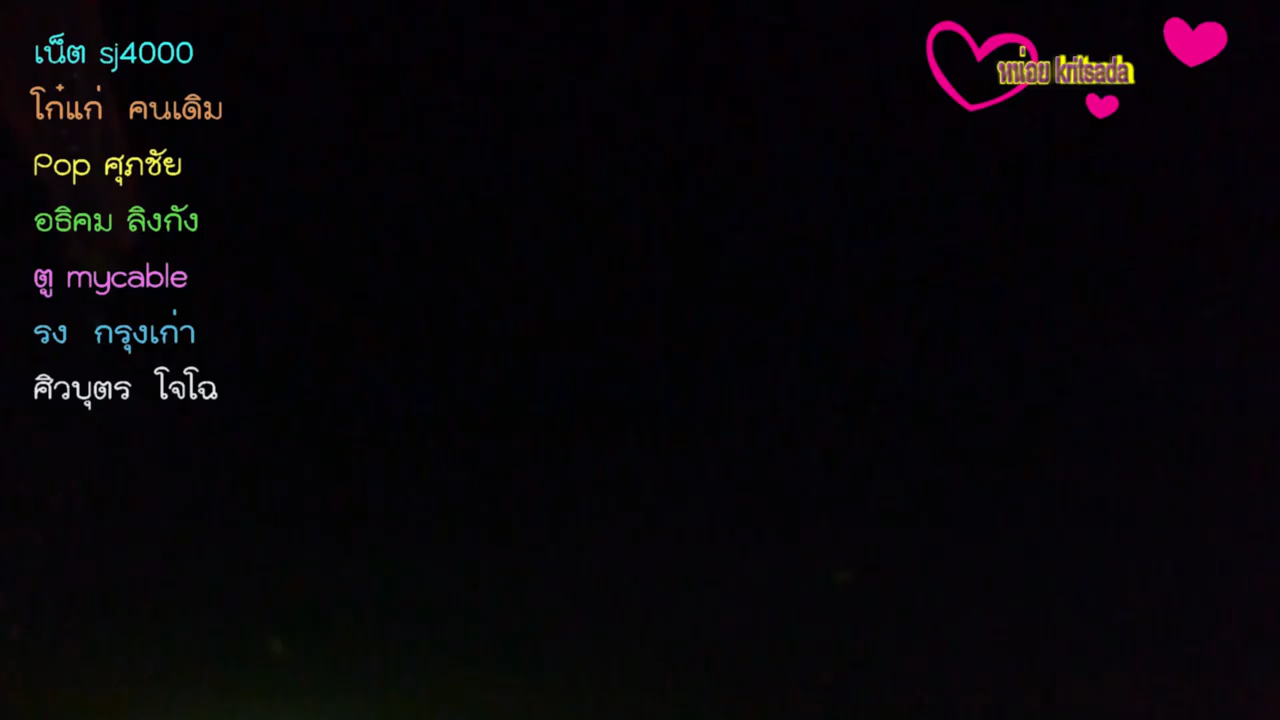 เน็ต sj4000
โก๋แก่ คนเดิม
Pop ศุภชัย
อธิคม ลิงกัง
ตู mycable
รง กรุงเก่า
ศิวบุตร โจโฉ
หน่อย kritsada